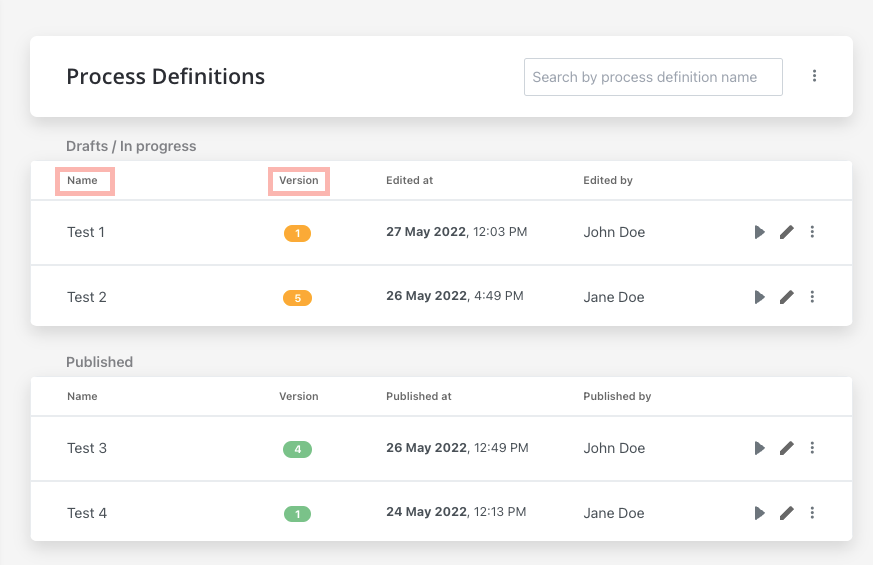 Process Definitions
Search by process definition name
Drafts / In progress
Name Version Edited at Edited by
Test 1 1 27 May 2022, 12:03 PM John Doe
Test 2 5 26 May 2022, 4:49 PM Jane Doe
Published
Name Version Published at Published by
Test 3 4 26 May 2022, 12:49 PM John Doe
Test 4 1 24 May 2022, 12:13 PM Jane Doe